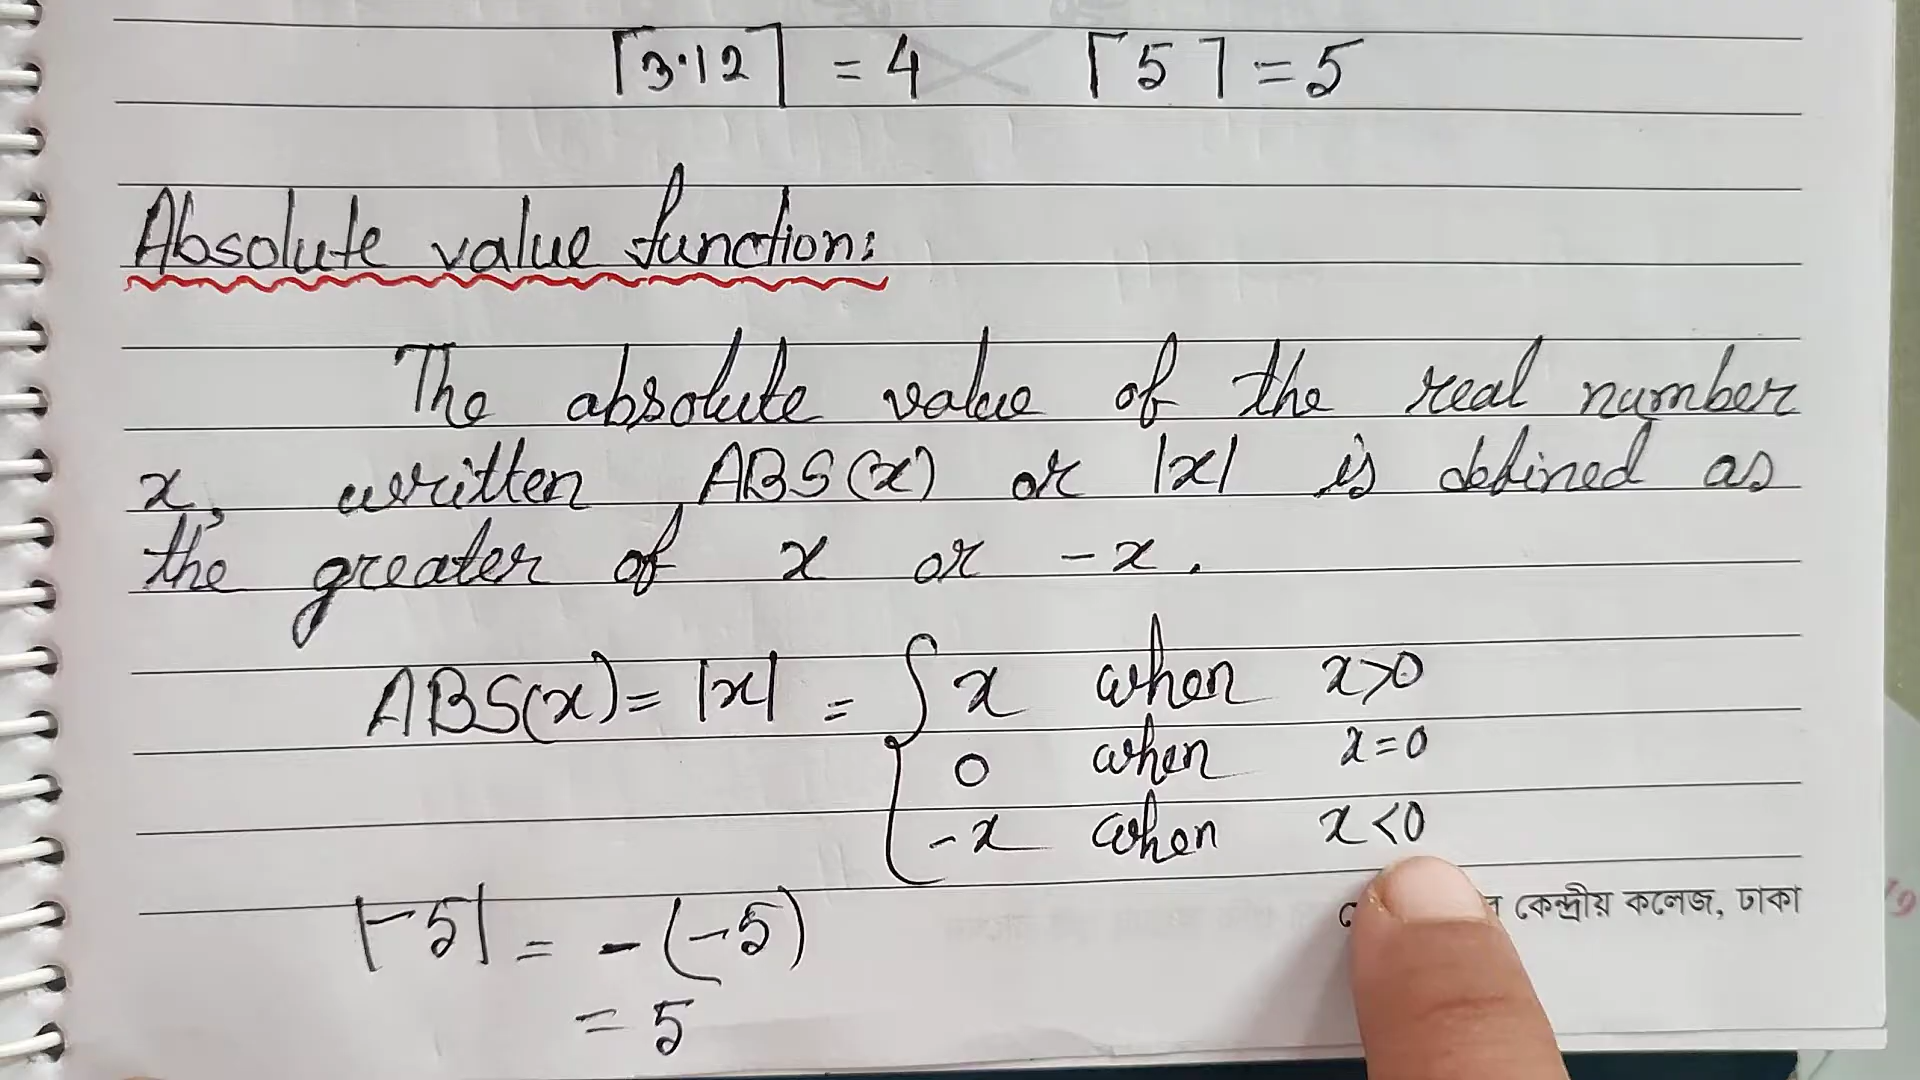 ⌈3.12⌉ = 4 ⌈5⌉ = 5
Absolute value function:
The absolute value of the real number
x, written ABS(x) or |x| is defined as
the greater of x or -x.
ABS(x) = |x| = { x when x>0
0 when x=0
-x when x<0
কেন্দ্রীয় কলেজ, ঢাকা
|-5| = -(-5)
= 5